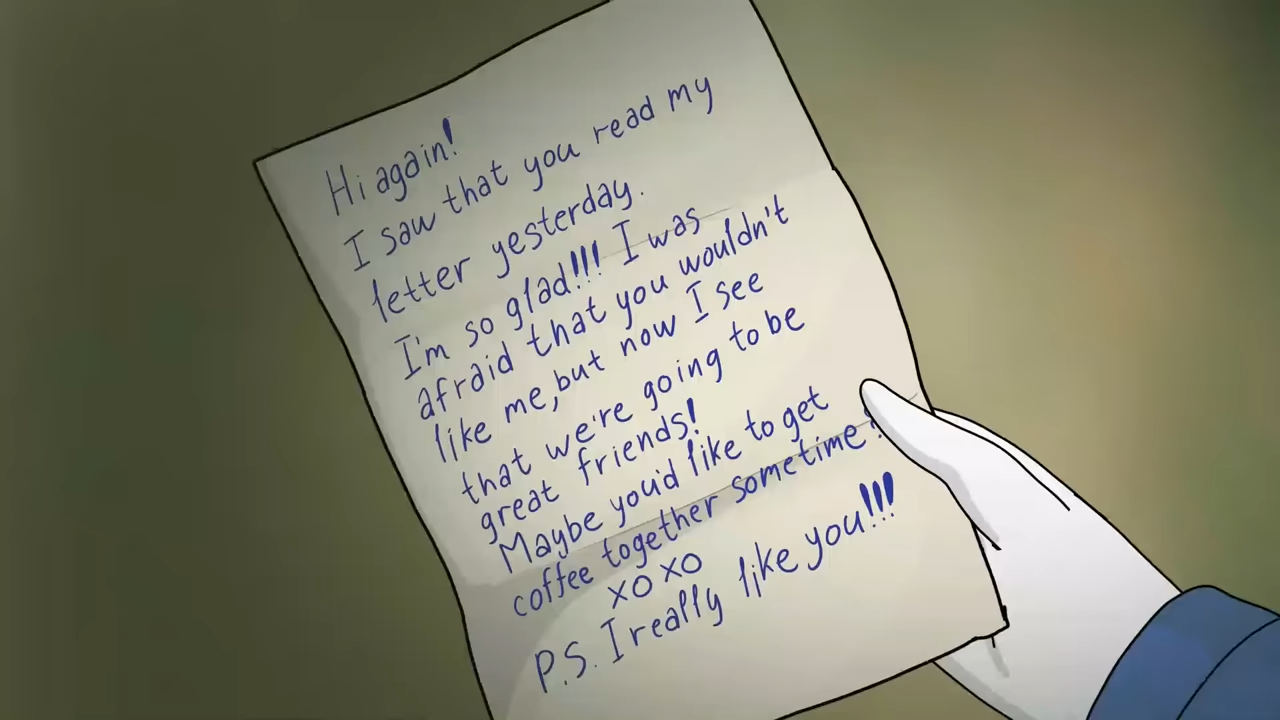 Hi again!
I saw that you read my
letter yesterday.
I'm so glad!!! I was
afraid that you wouldn't
like me, but now I see
that we're going to be
great friends!
Maybe you'd like to get
coffee together sometime?
XOXO
P.S. I really like you!!!